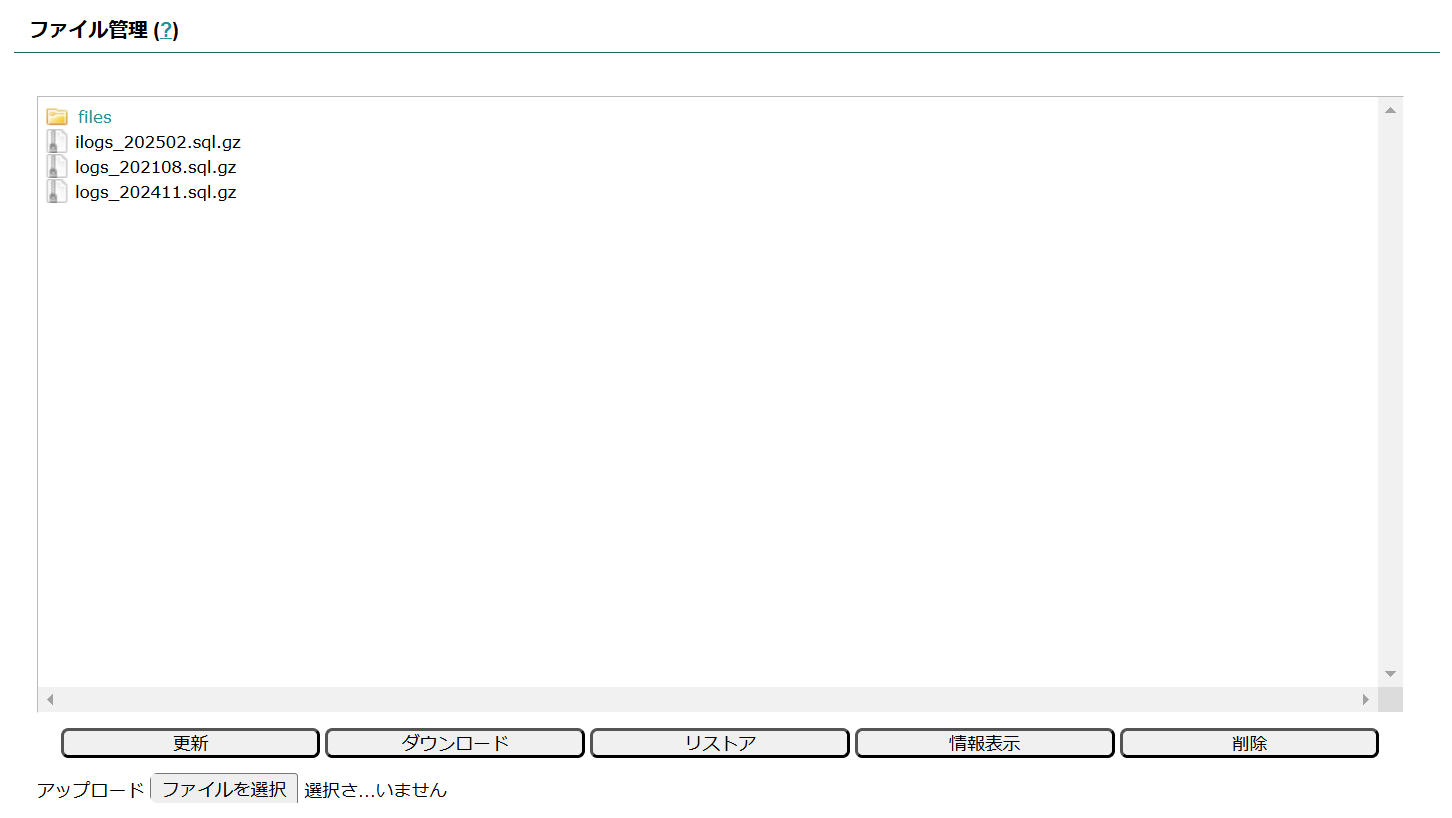 ファイル管理 (?)
files
ilogs_202502.sql.gz
logs_202108.sql.gz
logs_202411.sql.gz
更新 ダウンロード リストア 情報表示 削除
アップロード ファイルを選択 選択さ...いません